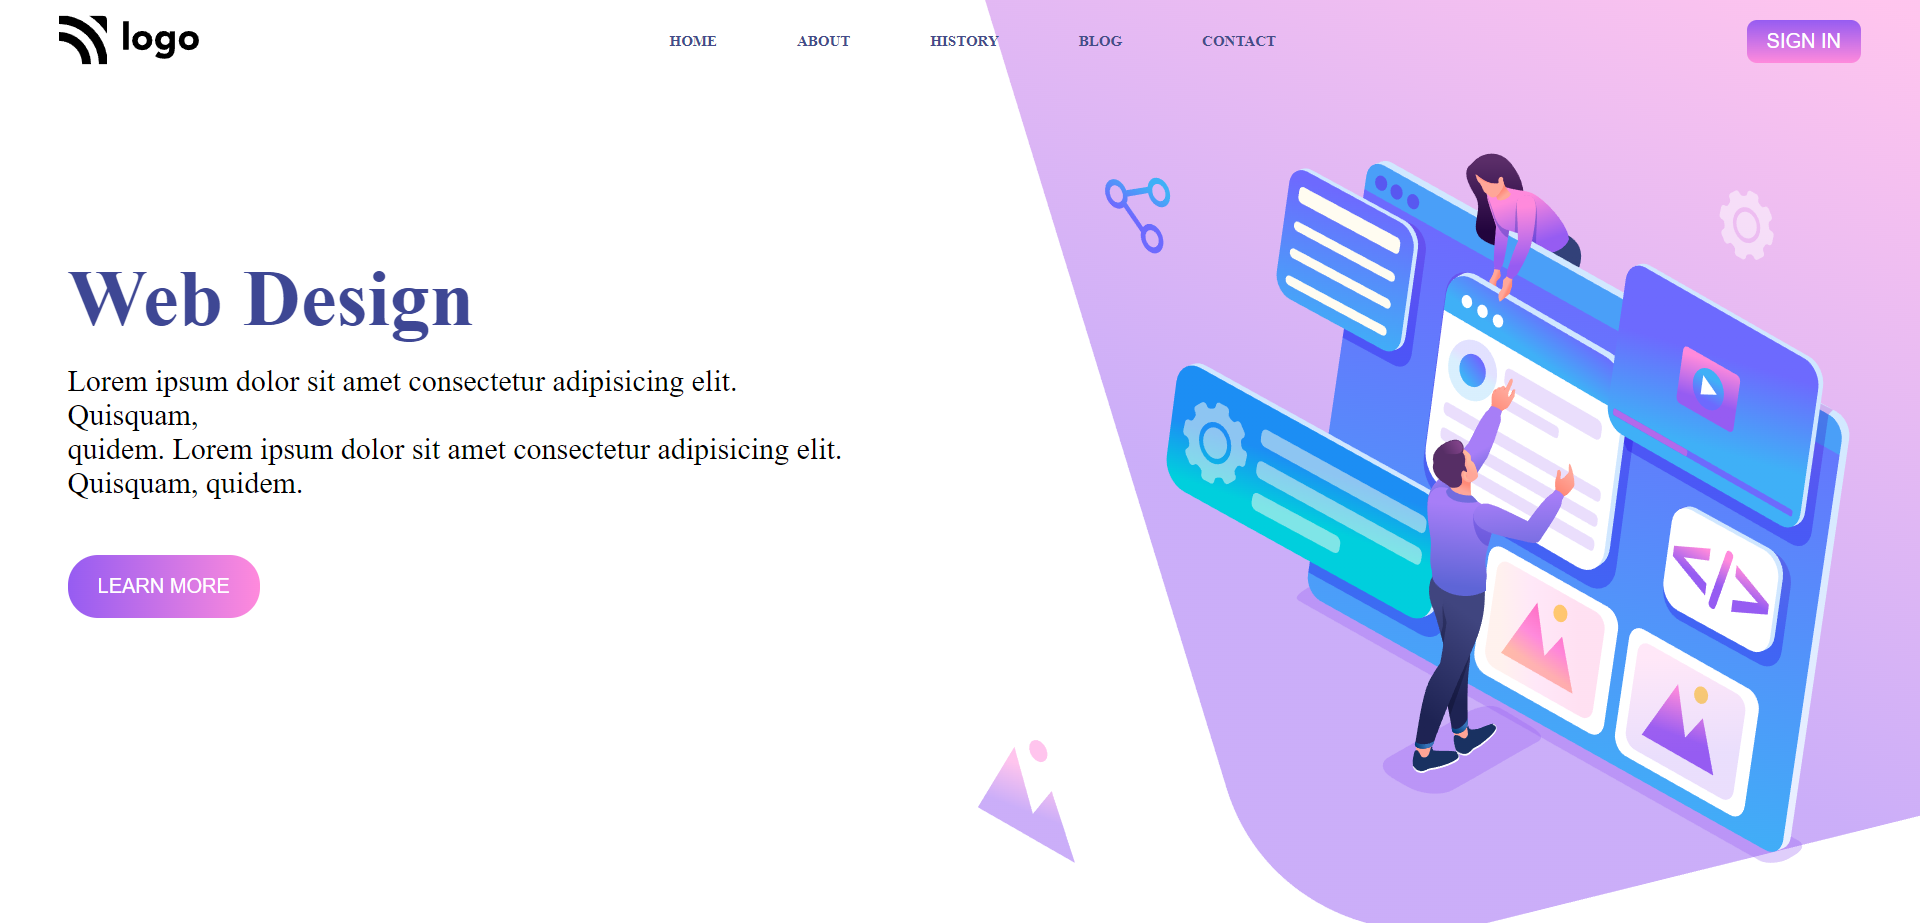 logo
HOME ABOUT HISTORY BLOG CONTACT SIGN IN
Web Design
Lorem ipsum dolor sit amet consectetur adipisicing elit.
Quisquam,
quidem. Lorem ipsum dolor sit amet consectetur adipisicing elit.
Quisquam, quidem.
LEARN MORE
</>